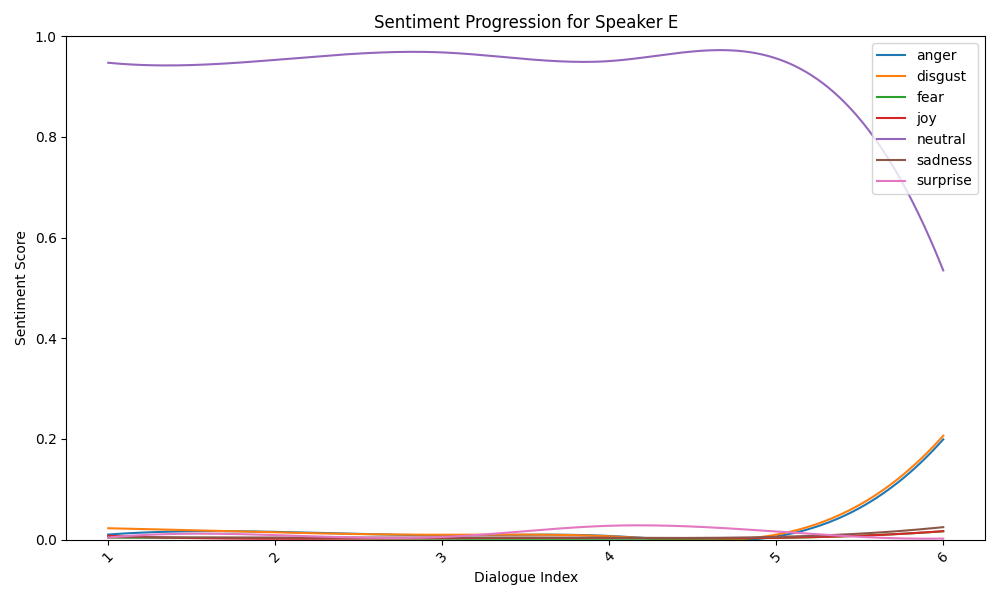 Sentiment Progression for Speaker E
Sentiment Score
1.0
0.8
0.6
0.4
0.2
0.0
anger
disgust
fear
joy
neutral
sadness
surprise
1
2
3
4
5
6
Dialogue Index